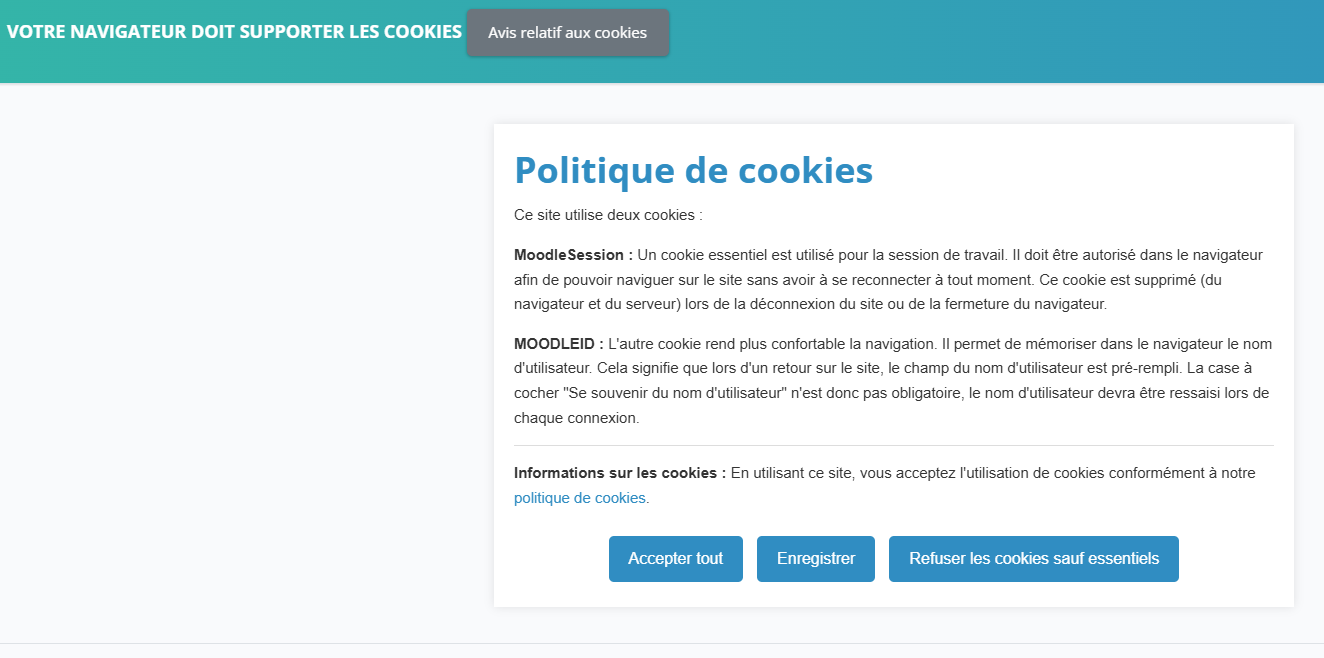 VOTRE NAVIGATEUR DOIT SUPPORTER LES COOKIES Avis relatif aux cookies
Politique de cookies
Ce site utilise deux cookies :
MoodleSession : Un cookie essentiel est utilisé pour la session de travail. Il doit être autorisé dans le navigateur
afin de pouvoir naviguer sur le site sans avoir à se reconnecter à tout moment. Ce cookie est supprimé (du
navigateur et du serveur) lors de la déconnexion du site ou de la fermeture du navigateur.
MOODLEID : L'autre cookie rend plus confortable la navigation. Il permet de mémoriser dans le navigateur le nom
d'utilisateur. Cela signifie que lors d'un retour sur le site, le champ du nom d'utilisateur est pré-rempli. La case à
cocher "Se souvenir du nom d'utilisateur" n'est donc pas obligatoire, le nom d'utilisateur devra être ressaisi lors de
chaque connexion.
Informations sur les cookies : En utilisant ce site, vous acceptez l'utilisation de cookies conformément à notre
politique de cookies.
Accepter tout Enregistrer Refuser les cookies sauf essentiels